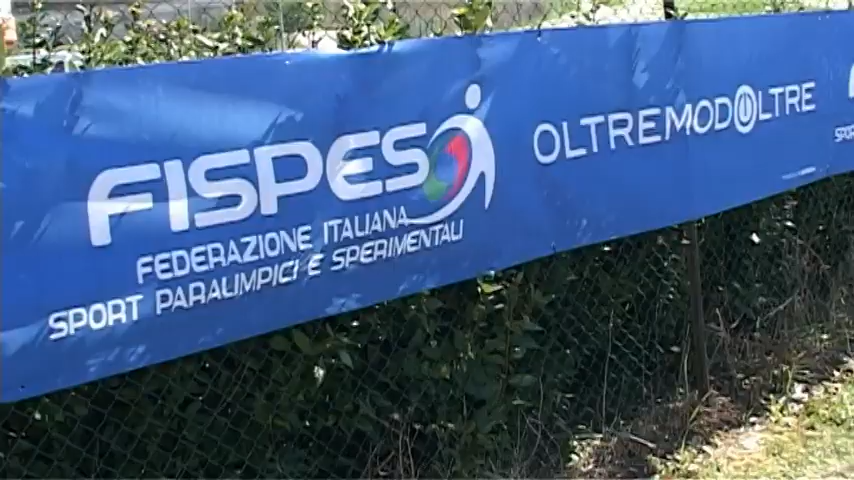 FISPES
FEDERAZIONE ITALIANA
SPORT PARALIMPICI E SPERIMENTALI
OLTREMODOLTRE